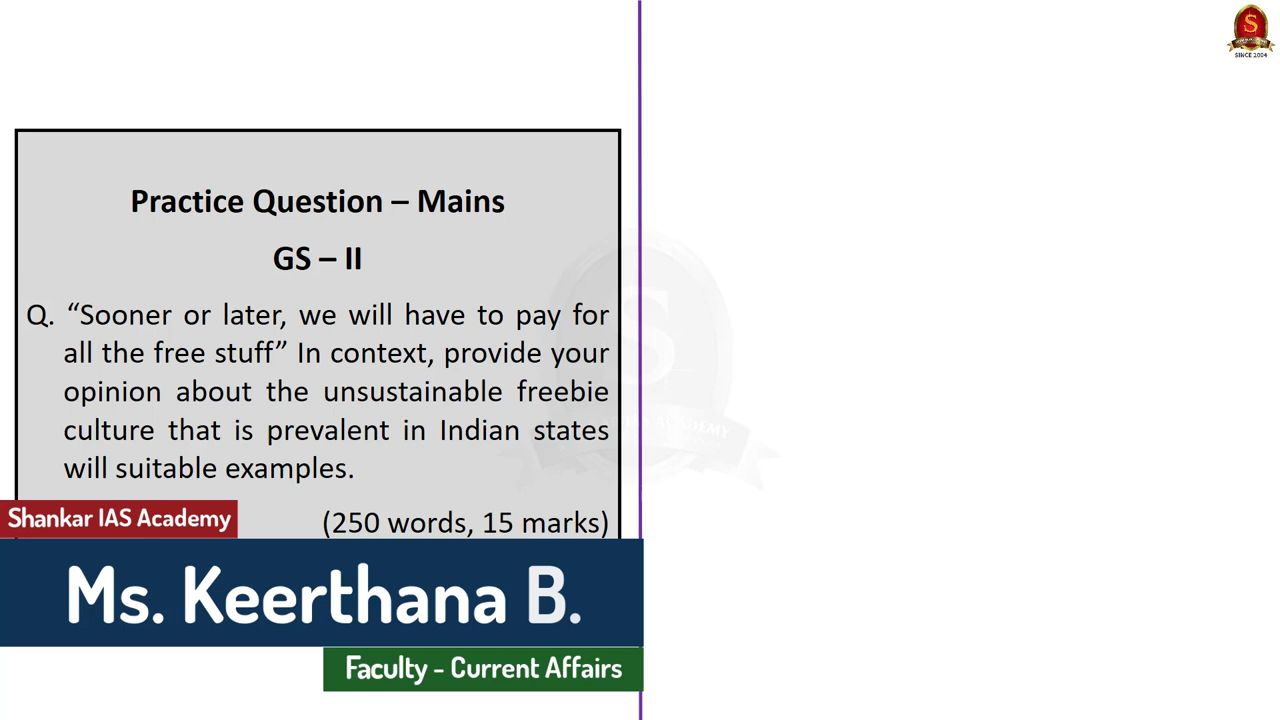 S
SINCE 2004
Practice Question – Mains
GS – II
Q. “Sooner or later, we will have to pay for
all the free stuff” In context, provide your
opinion about the unsustainable freebie
culture that is prevalent in Indian states
will suitable examples.
(250 words, 15 marks)
Shankar IAS Academy
Ms. Keerthana B.
Faculty - Current Affairs